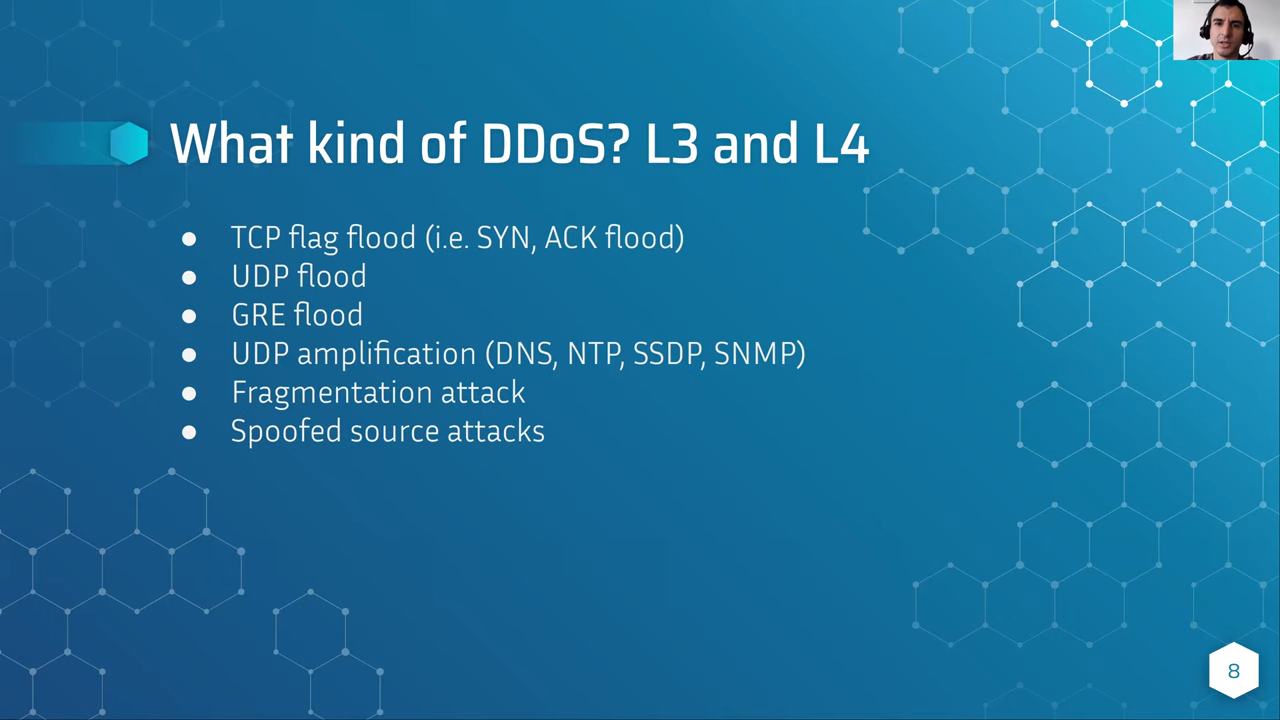 What kind of DDoS? L3 and L4
● TCP flag flood (i.e. SYN, ACK flood)
● UDP flood
● GRE flood
● UDP amplification (DNS, NTP, SSDP, SNMP)
● Fragmentation attack
● Spoofed source attacks
8